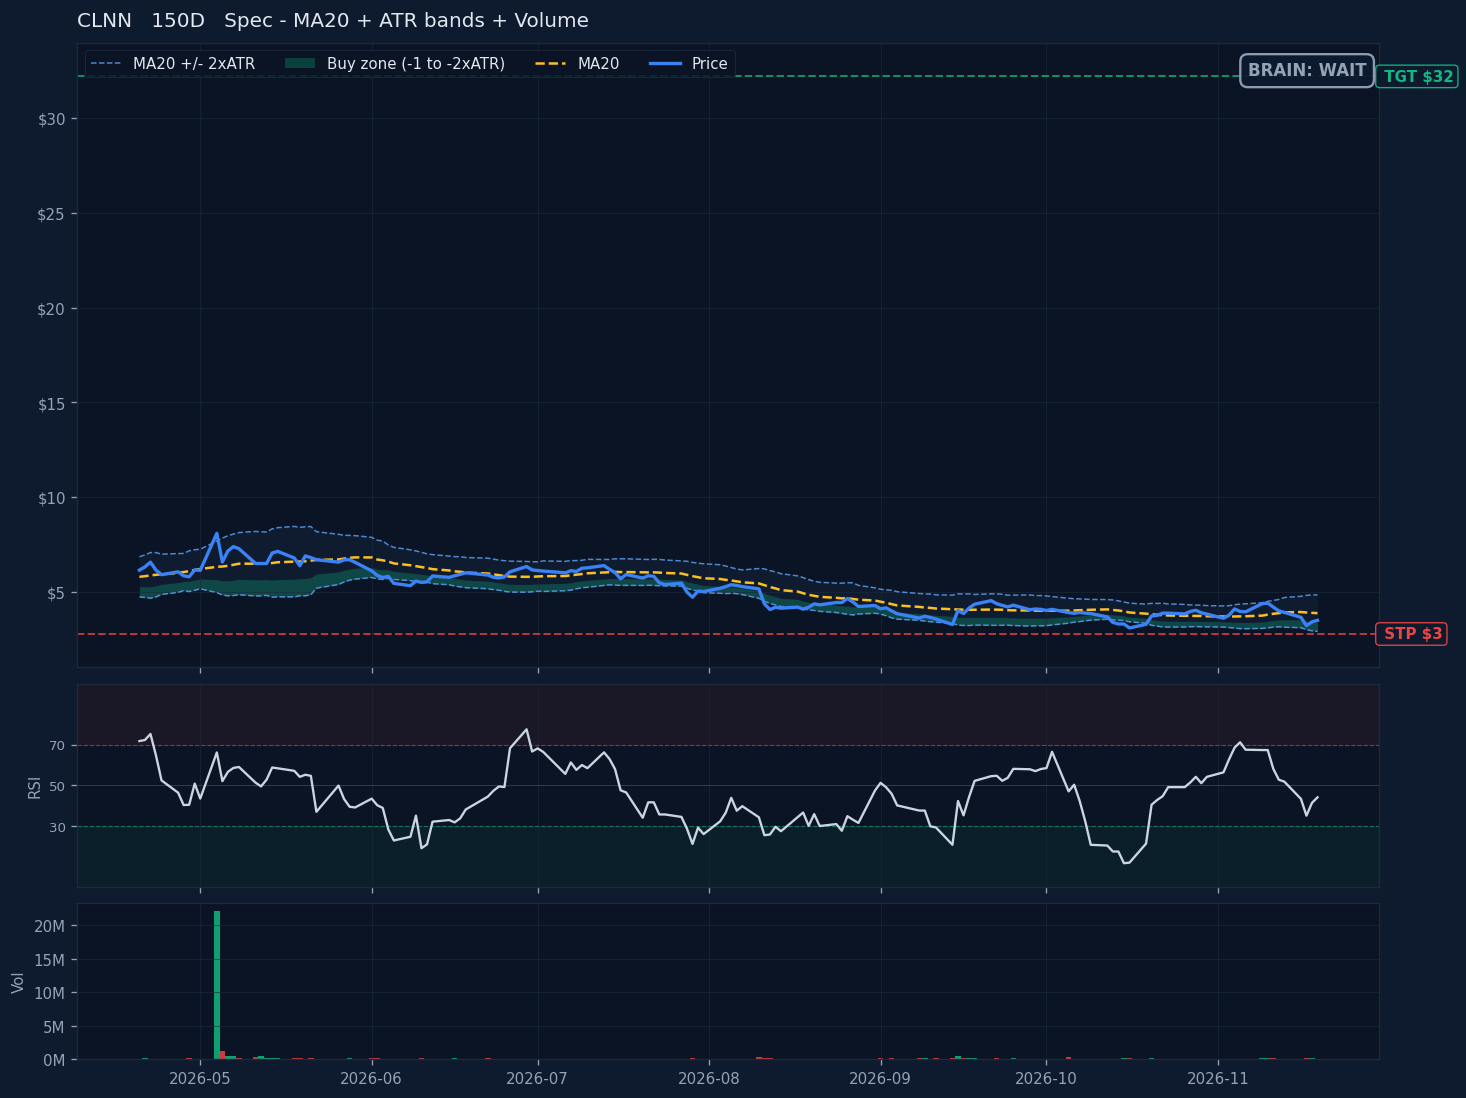 CLNN   150D   Spec - MA20 + ATR bands + Volume
MA20 +/- 2xATR
Buy zone (-1 to -2xATR)
MA20
Price
BRAIN: WAIT
TGT $32
$30
$25
$20
$15
$10
$5
STP $3
RSI
70
50
30
Vol
20M
15M
10M
5M
0M
2026-05
2026-06
2026-07
2026-08
2026-09
2026-10
2026-11